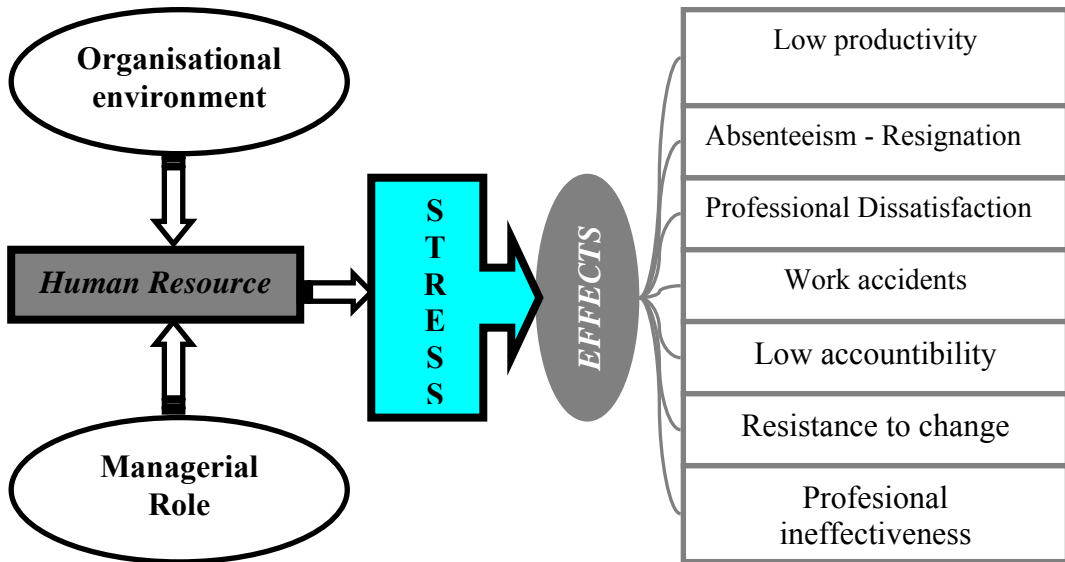 Organisational
environment
Human Resource
Managerial
Role
S
T
R
E
S
S
EFFECTS
Low productivity
Absenteeism - Resignation
Professional Dissatisfaction
Work accidents
Low accountibility
Resistance to change
Profesional
ineffectiveness